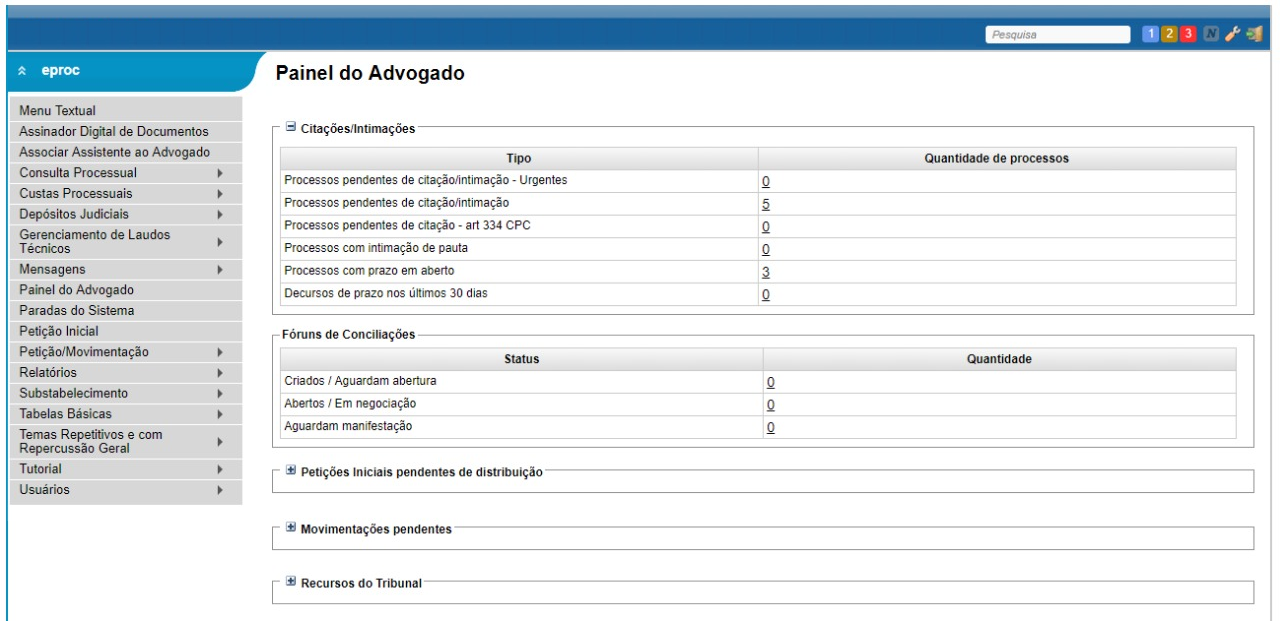 Pesquisa
1 2 3 N
eproc
Painel do Advogado
Menu Textual
Assinador Digital de Documentos
Associar Assistente ao Advogado
Consulta Processual
Custas Processuais
Depósitos Judiciais
Gerenciamento de Laudos
Técnicos
Mensagens
Painel do Advogado
Paradas do Sistema
Petição Inicial
Petição/Movimentação
Relatórios
Substabelecimento
Tabelas Básicas
Temas Repetitivos e com
Repercussão Geral
Tutorial
Usuários
Citações/Intimações
Tipo Quantidade de processos
Processos pendentes de citação/intimação - Urgentes 0
Processos pendentes de citação/intimação 5
Processos pendentes de citação - art 334 CPC 0
Processos com intimação de pauta 0
Processos com prazo em aberto 3
Decursos de prazo nos últimos 30 dias 0
Fóruns de Conciliações
Status Quantidade
Criados / Aguardam abertura 0
Abertos / Em negociação 0
Aguardam manifestação 0
Petições Iniciais pendentes de distribuição
Movimentações pendentes
Recursos do Tribunal